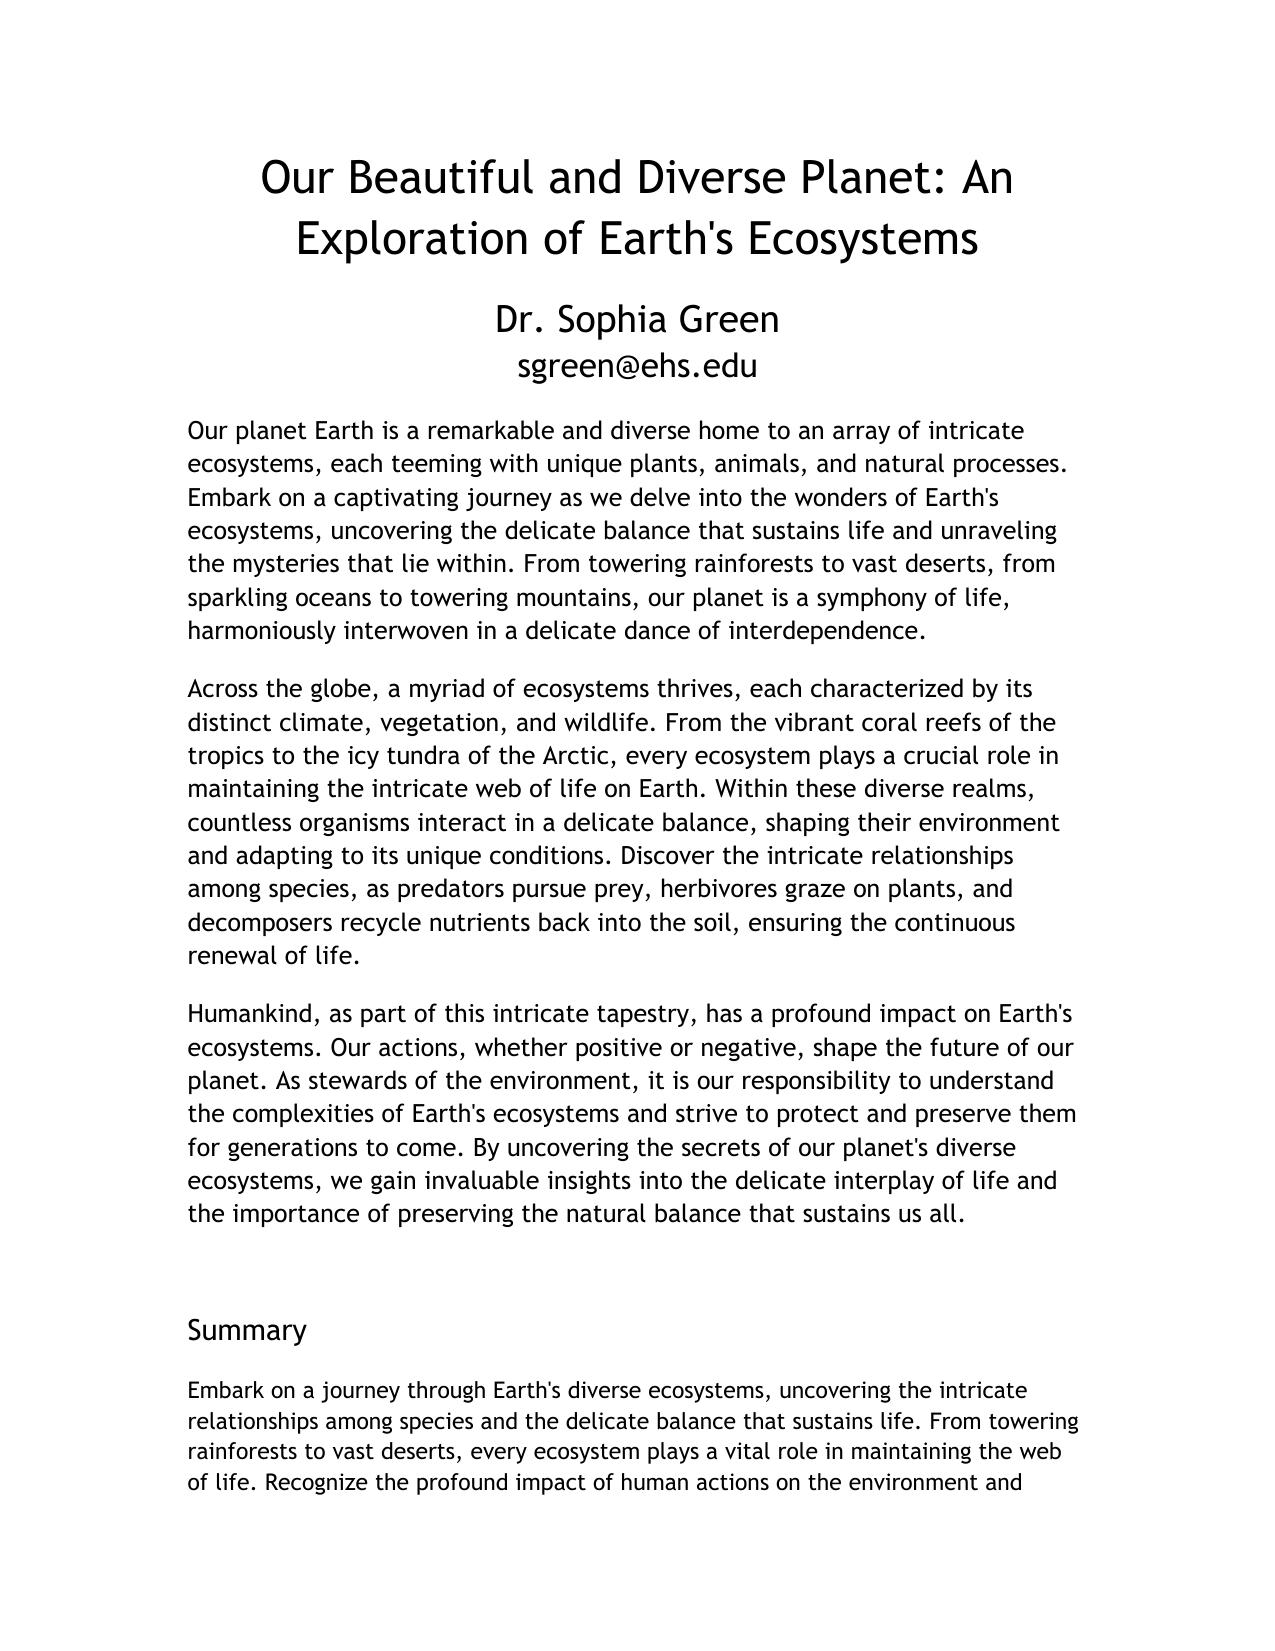 Our Beautiful and Diverse Planet: An
Exploration of Earth's Ecosystems
Dr. Sophia Green
sgreen@ehs.edu
Our planet Earth is a remarkable and diverse home to an array of intricate
ecosystems, each teeming with unique plants, animals, and natural processes.
Embark on a captivating journey as we delve into the wonders of Earth's
ecosystems, uncovering the delicate balance that sustains life and unraveling
the mysteries that lie within. From towering rainforests to vast deserts, from
sparkling oceans to towering mountains, our planet is a symphony of life,
harmoniously interwoven in a delicate dance of interdependence.
Across the globe, a myriad of ecosystems thrives, each characterized by its
distinct climate, vegetation, and wildlife. From the vibrant coral reefs of the
tropics to the icy tundra of the Arctic, every ecosystem plays a crucial role in
maintaining the intricate web of life on Earth. Within these diverse realms,
countless organisms interact in a delicate balance, shaping their environment
and adapting to its unique conditions. Discover the intricate relationships
among species, as predators pursue prey, herbivores graze on plants, and
decomposers recycle nutrients back into the soil, ensuring the continuous
renewal of life.
Humankind, as part of this intricate tapestry, has a profound impact on Earth's
ecosystems. Our actions, whether positive or negative, shape the future of our
planet. As stewards of the environment, it is our responsibility to understand
the complexities of Earth's ecosystems and strive to protect and preserve them
for generations to come. By uncovering the secrets of our planet's diverse
ecosystems, we gain invaluable insights into the delicate interplay of life and
the importance of preserving the natural balance that sustains us all.
Summary
Embark on a journey through Earth's diverse ecosystems, uncovering the intricate
relationships among species and the delicate balance that sustains life. From towering
rainforests to vast deserts, every ecosystem plays a vital role in maintaining the web
of life. Recognize the profound impact of human actions on the environment and